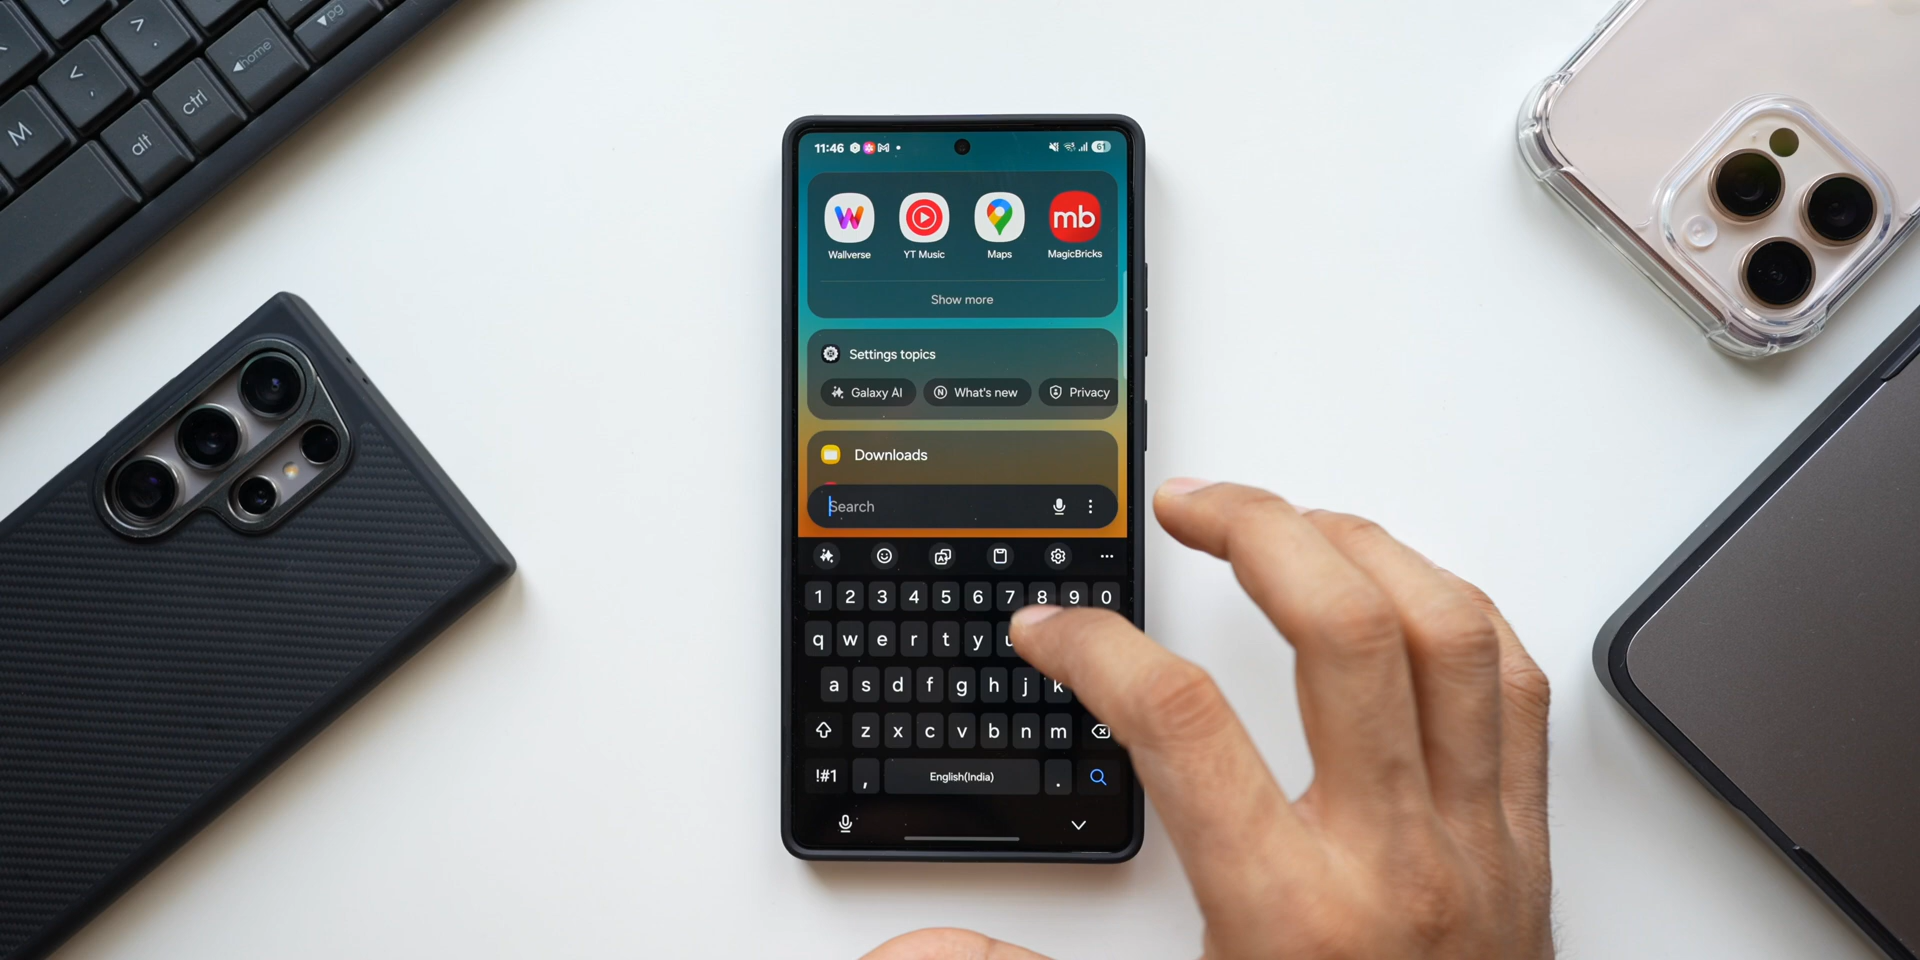 > .
< ,
M
alt
ctrl
◀home
▼pg
11:46
61
W
mb
Wallverse
YT Music
Maps
MagicBricks
Show more
Settings topics
Galaxy AI
N What's new
Privacy
Downloads
Search
A
1 2 3 4 5 6 7 8 9 0
q w e r t y u
a s d f g h j k
z x c v b n m
!#1 , English(India) .